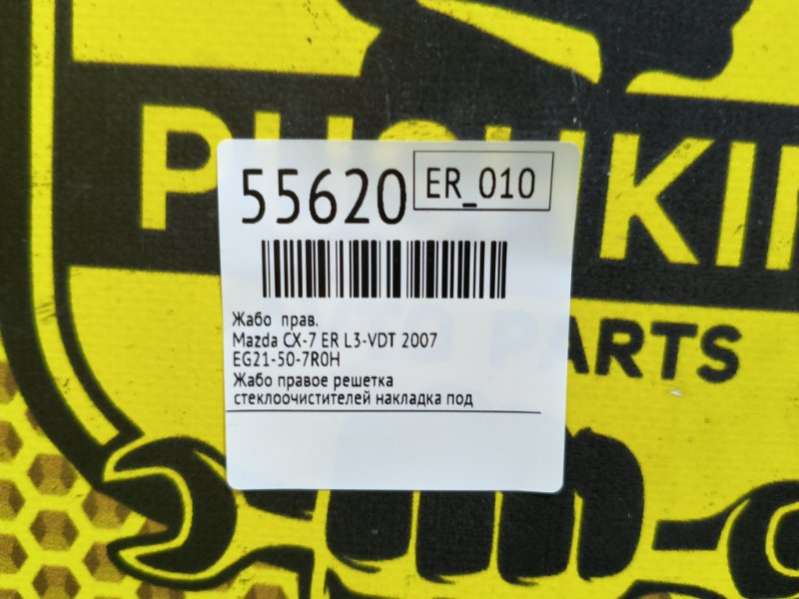 55620
ER_010
Жабо прав.
Mazda CX-7 ER L3-VDT 2007
EG21-50-7R0H
Жабо правое решетка
стеклоочистителей накладка под
PARTS